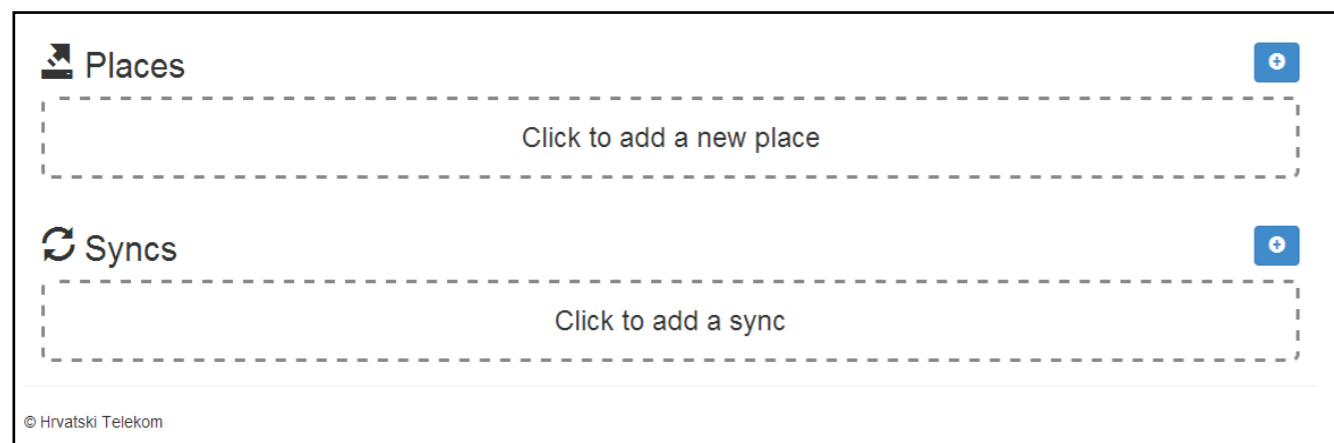 Places
Click to add a new place
Syncs
Click to add a sync
© Hrvatski Telekom